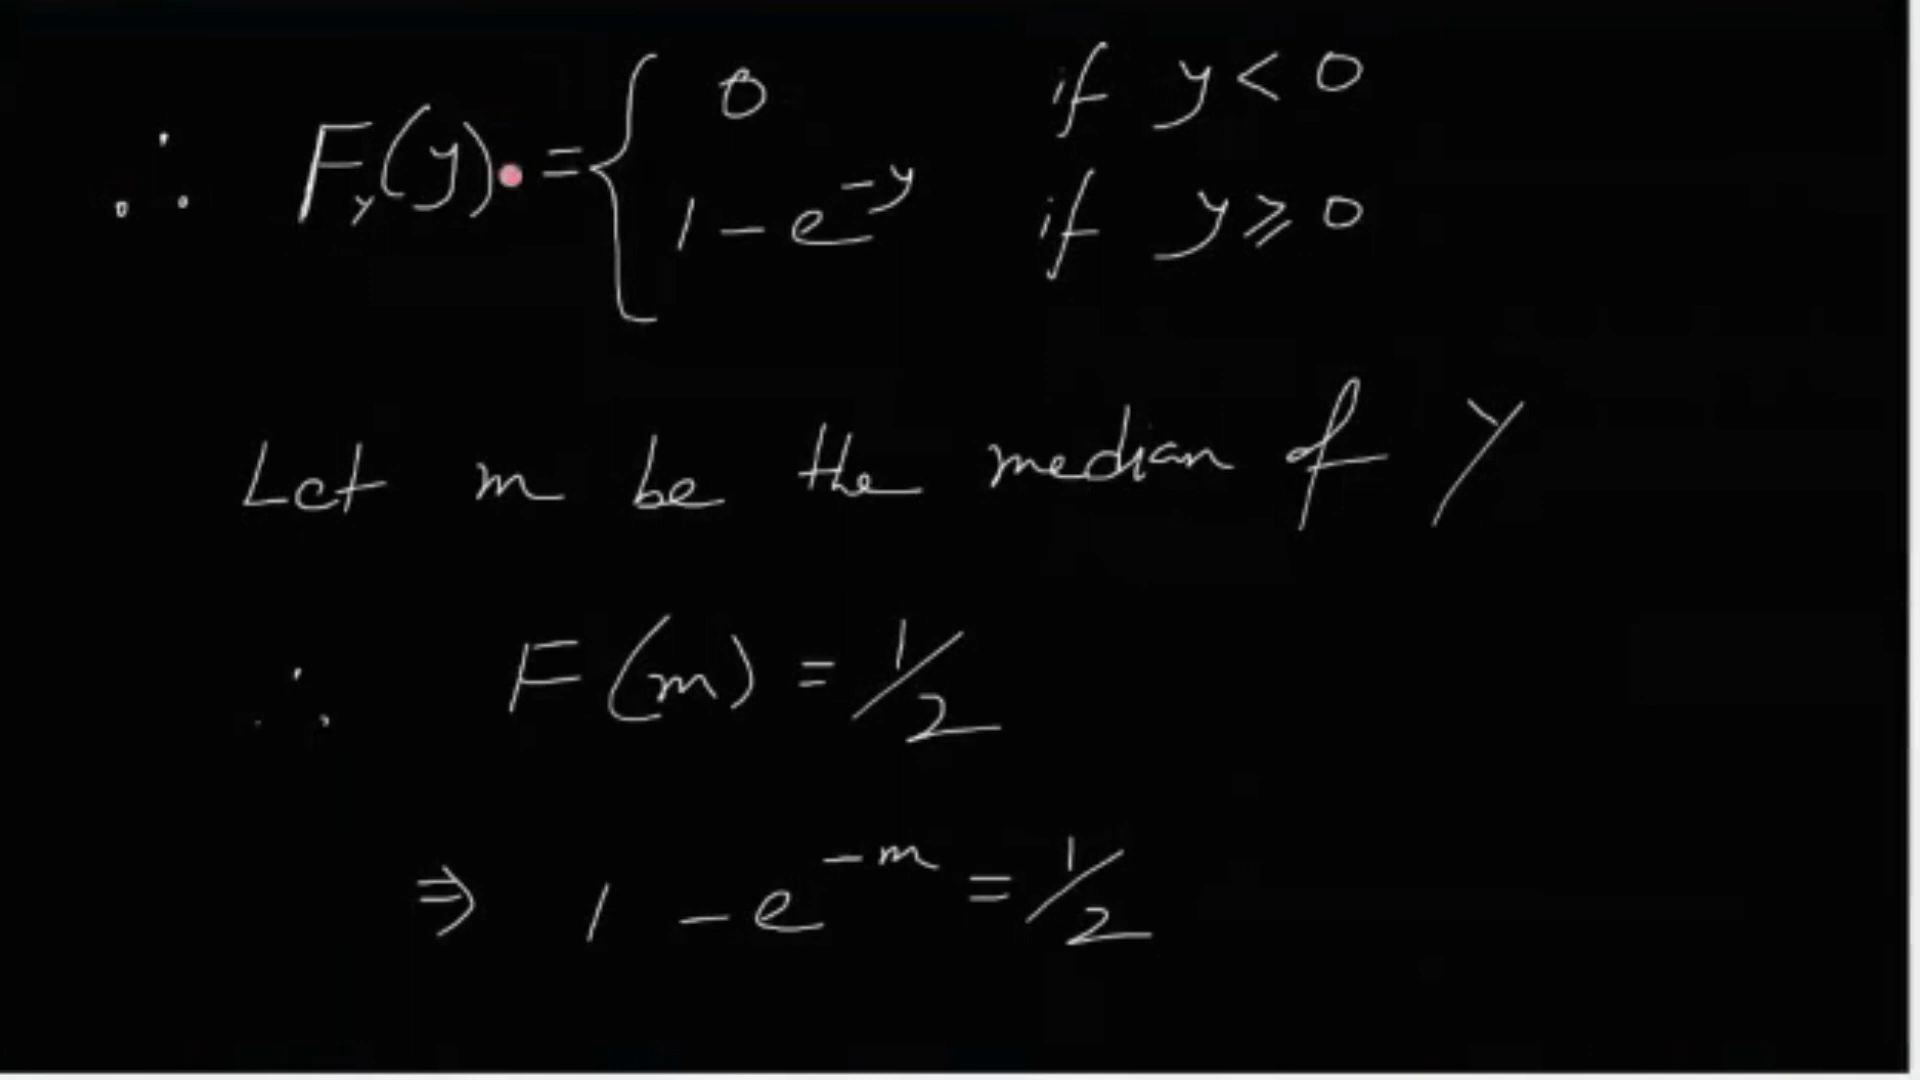 ∴ F_Y(y) = { 0 if y < 0
1 - e^{-y} if y ⩾ 0
Let m be the median of Y
∴ F(m) = 1/2
⇒ 1 - e^{-m} = 1/2